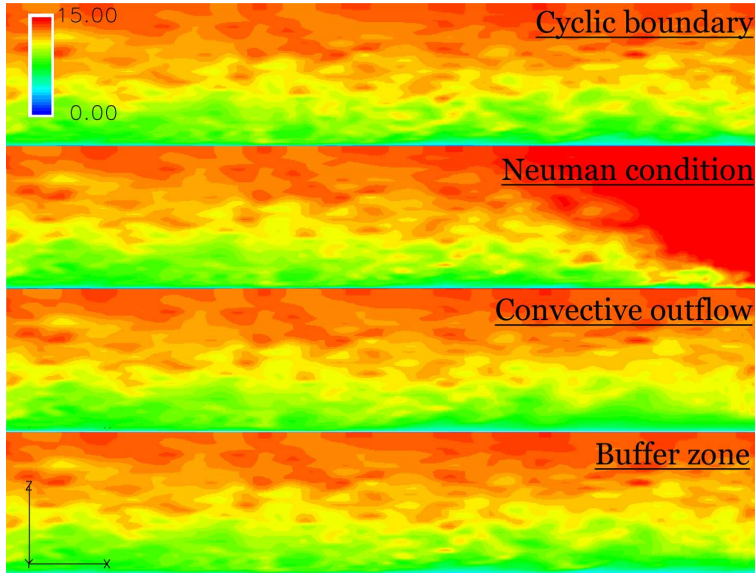 15.00
Cyclic boundary
0.00
Neuman condition
Convective outflow
Buffer zone
Z
Y
X